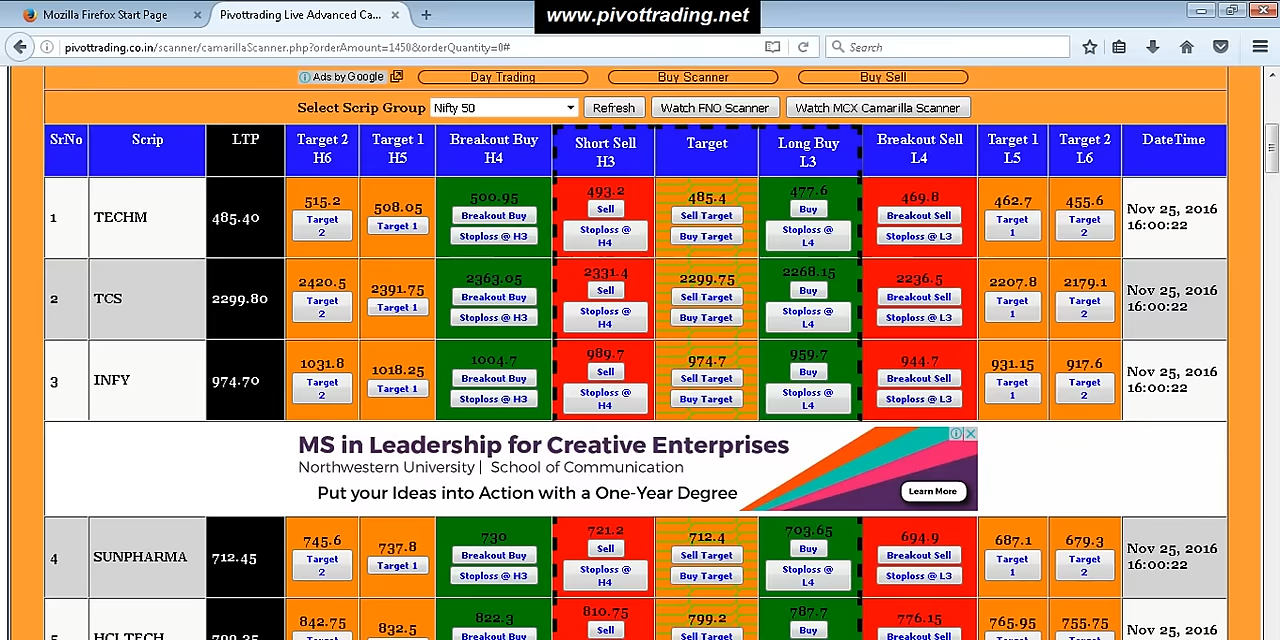 Mozilla Firefox Start Page
Pivottrading Live Advanced Ca...
www.pivottrading.net
pivottrading.co.in/scanner/camarillaScanner.php?orderAmount=1450&orderQuantity=0#
Search
Ads by Google
Day Trading
Buy Scanner
Buy Sell
Select Scrip Group
Nifty 50
Refresh
Watch FNO Scanner
Watch MCX Camarilla Scanner
SrNo
Scrip
LTP
Target 2
H6
Target 1
H5
Breakout Buy
H4
Short Sell
H3
Target
Long Buy
L3
Breakout Sell
L4
Target 1
L5
Target 2
L6
DateTime
1
TECHM
485.40
515.2
Target
2
508.05
Target 1
500.95
Breakout Buy
Stoploss @ H3
493.2
Sell
Stoploss @
H4
485.4
Sell Target
Buy Target
477.6
Buy
Stoploss @
L4
469.8
Breakout Sell
Stoploss @ L3
462.7
Target
1
455.6
Target
2
Nov 25, 2016
16:00:22
2
TCS
2299.80
2420.5
Target
2
2391.75
Target 1
2363.05
Breakout Buy
Stoploss @ H3
2331.4
Sell
Stoploss @
H4
2299.75
Sell Target
Buy Target
2268.15
Buy
Stoploss @
L4
2236.5
Breakout Sell
Stoploss @ L3
2207.8
Target
1
2179.1
Target
2
Nov 25, 2016
16:00:22
3
INFY
974.70
1031.8
Target
2
1018.25
Target 1
1004.7
Breakout Buy
Stoploss @ H3
989.7
Sell
Stoploss @
H4
974.7
Sell Target
Buy Target
959.7
Buy
Stoploss @
L4
944.7
Breakout Sell
Stoploss @ L3
931.15
Target
1
917.6
Target
2
Nov 25, 2016
16:00:22
MS in Leadership for Creative Enterprises
Northwestern University | School of Communication
Put your Ideas into Action with a One-Year Degree
Learn More
4
SUNPHARMA
712.45
745.6
Target
2
737.8
Target 1
730
Breakout Buy
Stoploss @ H3
721.2
Sell
Stoploss @
H4
712.4
Sell Target
Buy Target
703.65
Buy
Stoploss @
L4
694.9
Breakout Sell
Stoploss @ L3
687.1
Target
1
679.3
Target
2
Nov 25, 2016
16:00:22
HCLTECH
842.75
Target
832.5
822.3
Breakout Buy
810.75
Sell
799.2
Sell Target
787.7
Buy
776.15
Breakout Sell
765.95
Target
755.75
Target
Nov 25, 2016